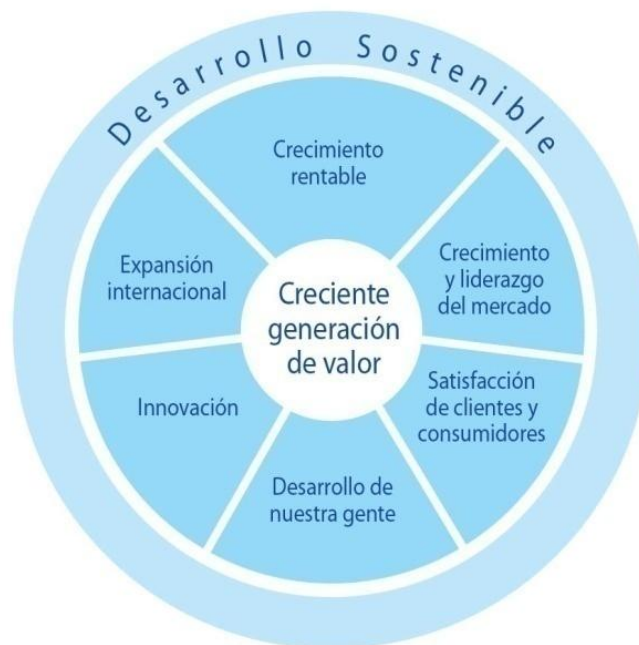 Desarrollo Sostenible
Crecimiento
rentable
Crecimiento
y liderazgo
del mercado
Satisfacción
de clientes y
consumidores
Desarrollo de
nuestra gente
Innovación
Expansión
internacional
Creciente
generación
de valor